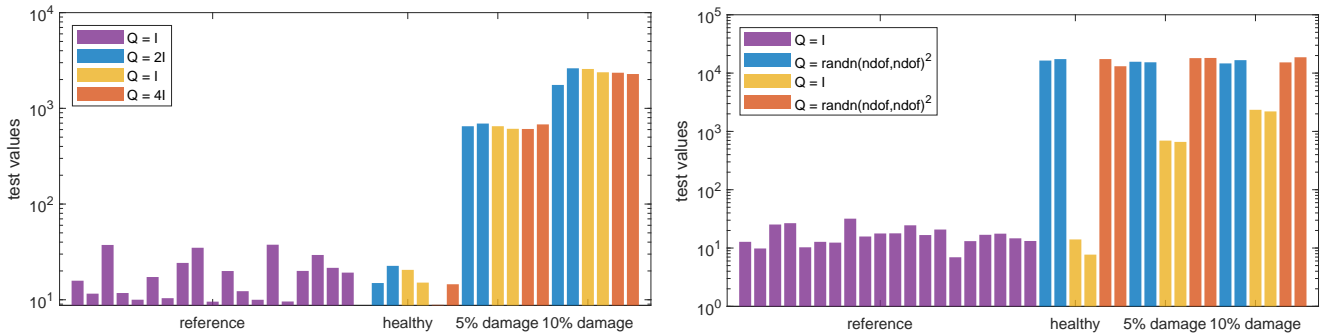 10^4
10^3
10^2
10^1
test values
Q = I
Q = 2I
Q = I
Q = 4I
reference
healthy
5% damage
10% damage
10^5
10^4
10^3
10^2
10^1
10^0
test values
Q = I
Q = randn(ndof,ndof)^2
Q = I
Q = randn(ndof,ndof)^2
reference
healthy
5% damage
10% damage